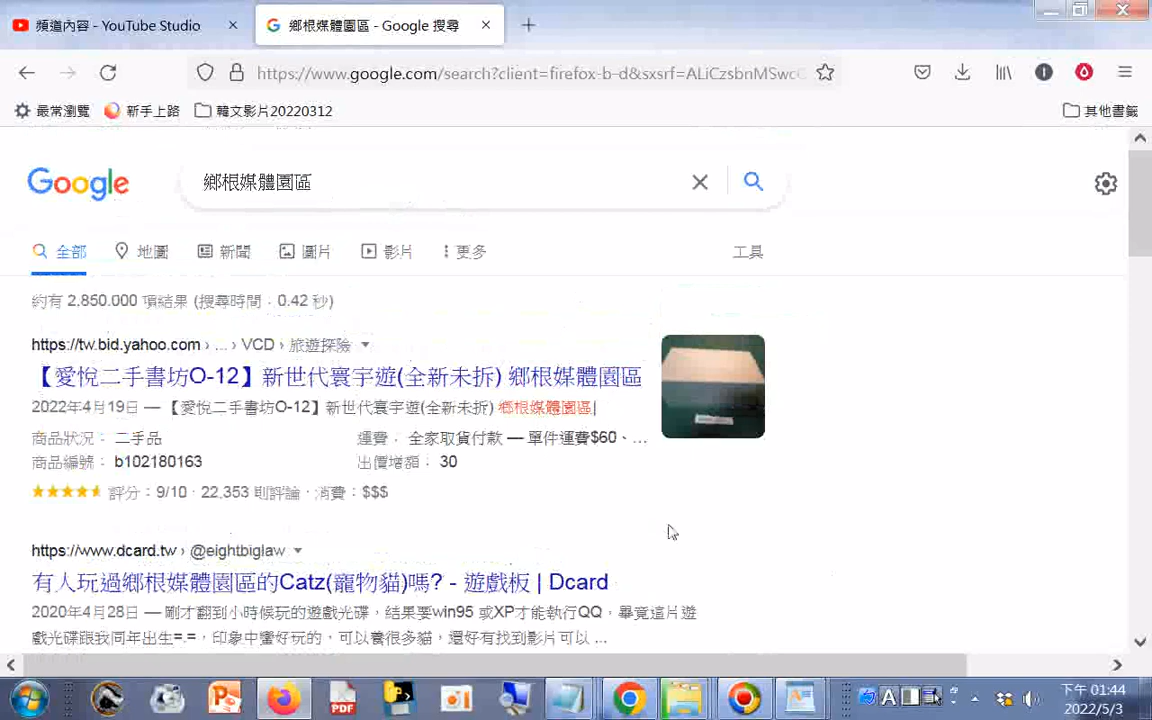 頻道內容 - YouTube Studio
鄉根媒體園區 - Google 搜尋
https://www.google.com/search?client=firefox-b-d&sxsrf=ALiCzsbnMSwc
最常瀏覽
新手上路
韓文影片20220312
其他書籤
Google
鄉根媒體園區
全部
地圖
新聞
圖片
影片
更多
工具
約有 2,850,000 項結果 (搜尋時間：0.42 秒)
https://tw.bid.yahoo.com › ... › VCD › 旅遊探險
【愛悅二手書坊O-12】新世代寰宇遊(全新未拆) 鄉根媒體園區
2022年4月19日 — 【愛悅二手書坊O-12】新世代寰宇遊(全新未拆) 鄉根媒體園區|
商品狀況： 二手品
運費： 全家取貨付款 — 單件運費$60、...
商品編號： b102180163
出價增額： 30
評分：9/10 · 22,353 則評論 · 消費：$$$
https://www.dcard.tw › @eightbiglaw
有人玩過鄉根媒體園區的Catz(寵物貓)嗎? - 遊戲板 | Dcard
2020年4月28日 — 剛才翻到小時候玩的遊戲光碟，結果要win95 或XP才能執行QQ，畢竟這片遊
戲光碟跟我同年出生=.=，印象中蠻好玩的，可以養很多貓，還好有找到影片可以 ...
PDF
A
下午 01:44
2022/5/3